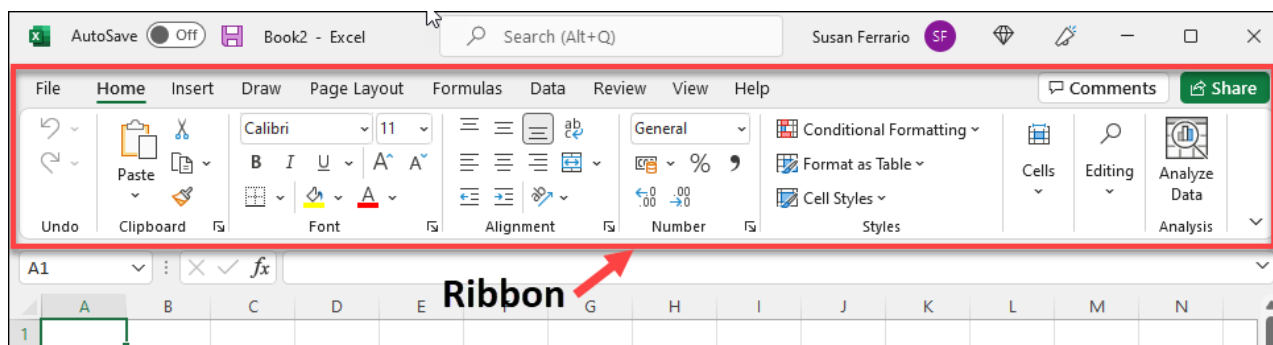 AutoSave Off Book2 - Excel Search (Alt+Q) Susan Ferrario SF
File Home Insert Draw Page Layout Formulas Data Review View Help Comments Share
Calibri 11 ab General Conditional Formatting
Paste B I U A A % Format as Table Cells Editing Analyze Data
A Cell Styles
Undo Clipboard Font Alignment Number Styles Analysis
A1 fx
Ribbon
A B C D E F G H I J K L M N
1